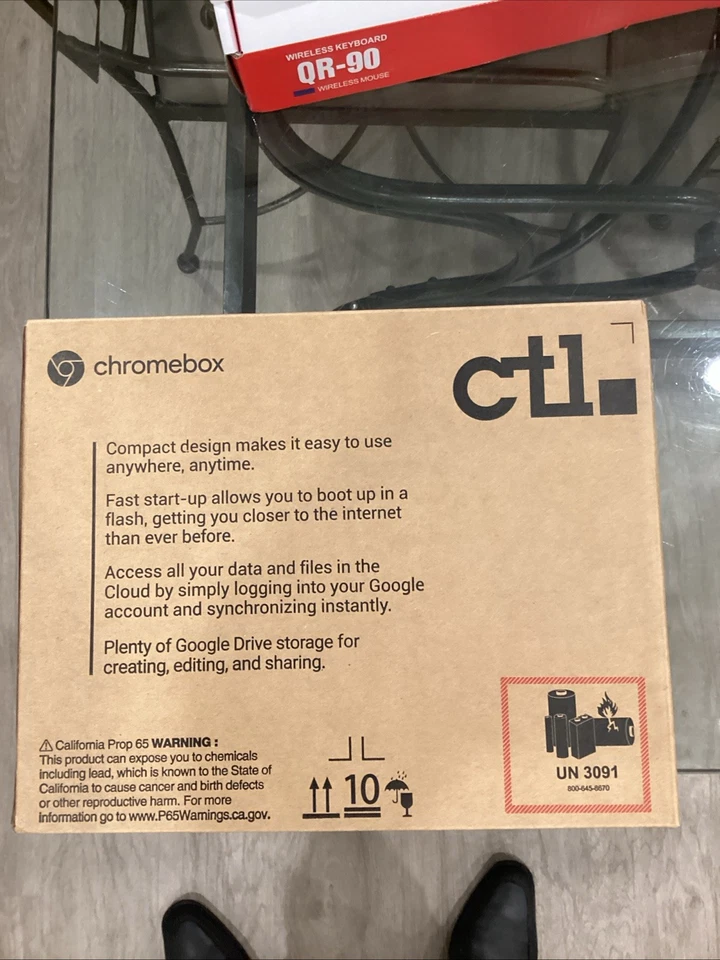 WIRELESS KEYBOARD
QR-90
WIRELESS MOUSE
chromebox
ctl.
Compact design makes it easy to use
anywhere, anytime.
Fast start-up allows you to boot up in a
flash, getting you closer to the internet
than ever before.
Access all your data and files in the
Cloud by simply logging into your Google
account and synchronizing instantly.
Plenty of Google Drive storage for
creating, editing, and sharing.
California Prop 65 WARNING :
This product can expose you to chemicals
including lead, which is known to the State of
California to cause cancer and birth defects
or other reproductive harm. For more
information go to www.P65Warnings.ca.gov.
10
UN 3091
800-645-8670